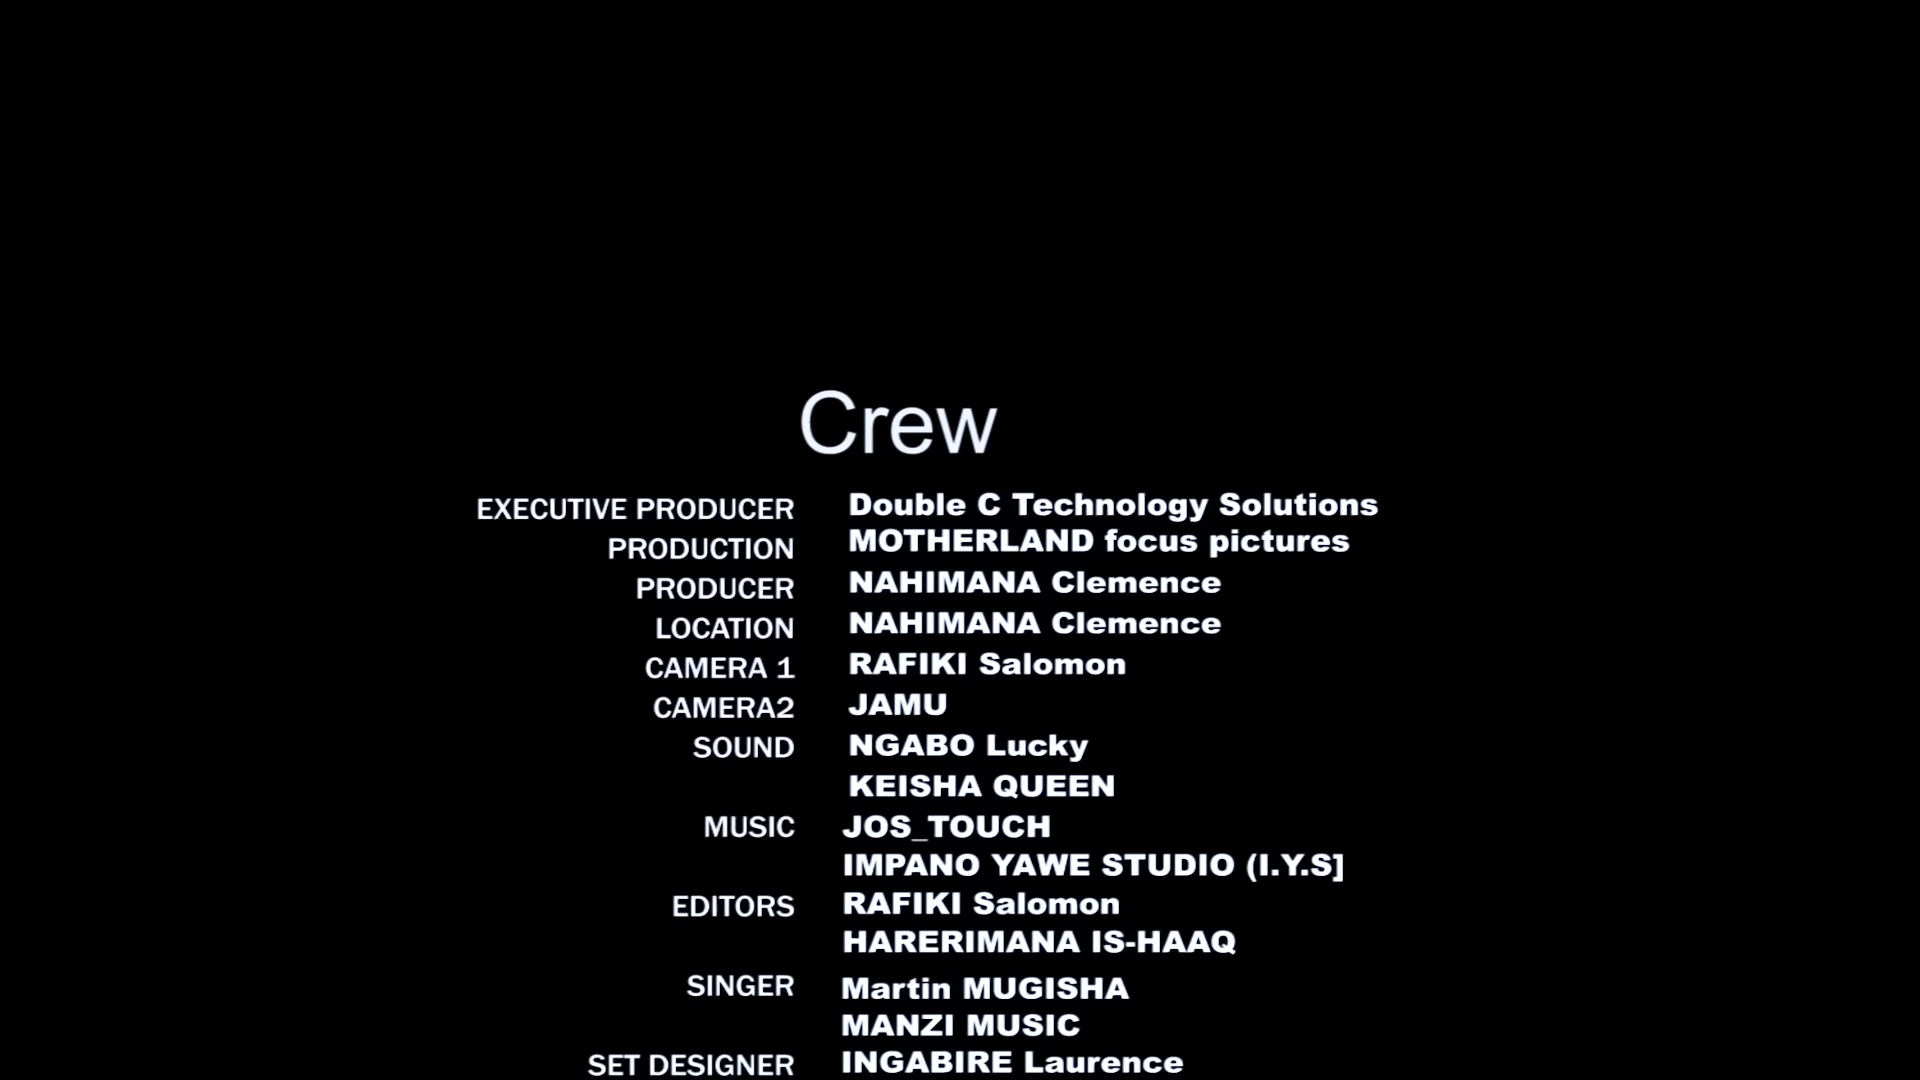 Crew
EXECUTIVE PRODUCER Double C Technology Solutions
PRODUCTION MOTHERLAND focus pictures
PRODUCER NAHIMANA Clemence
LOCATION NAHIMANA Clemence
CAMERA 1 RAFIKI Salomon
CAMERA2 JAMU
SOUND NGABO Lucky
KEISHA QUEEN
MUSIC JOS_TOUCH
IMPANO YAWE STUDIO (I.Y.S]
EDITORS RAFIKI Salomon
HARERIMANA IS-HAAQ
SINGER Martin MUGISHA
MANZI MUSIC
SET DESIGNER INGABIRE Laurence